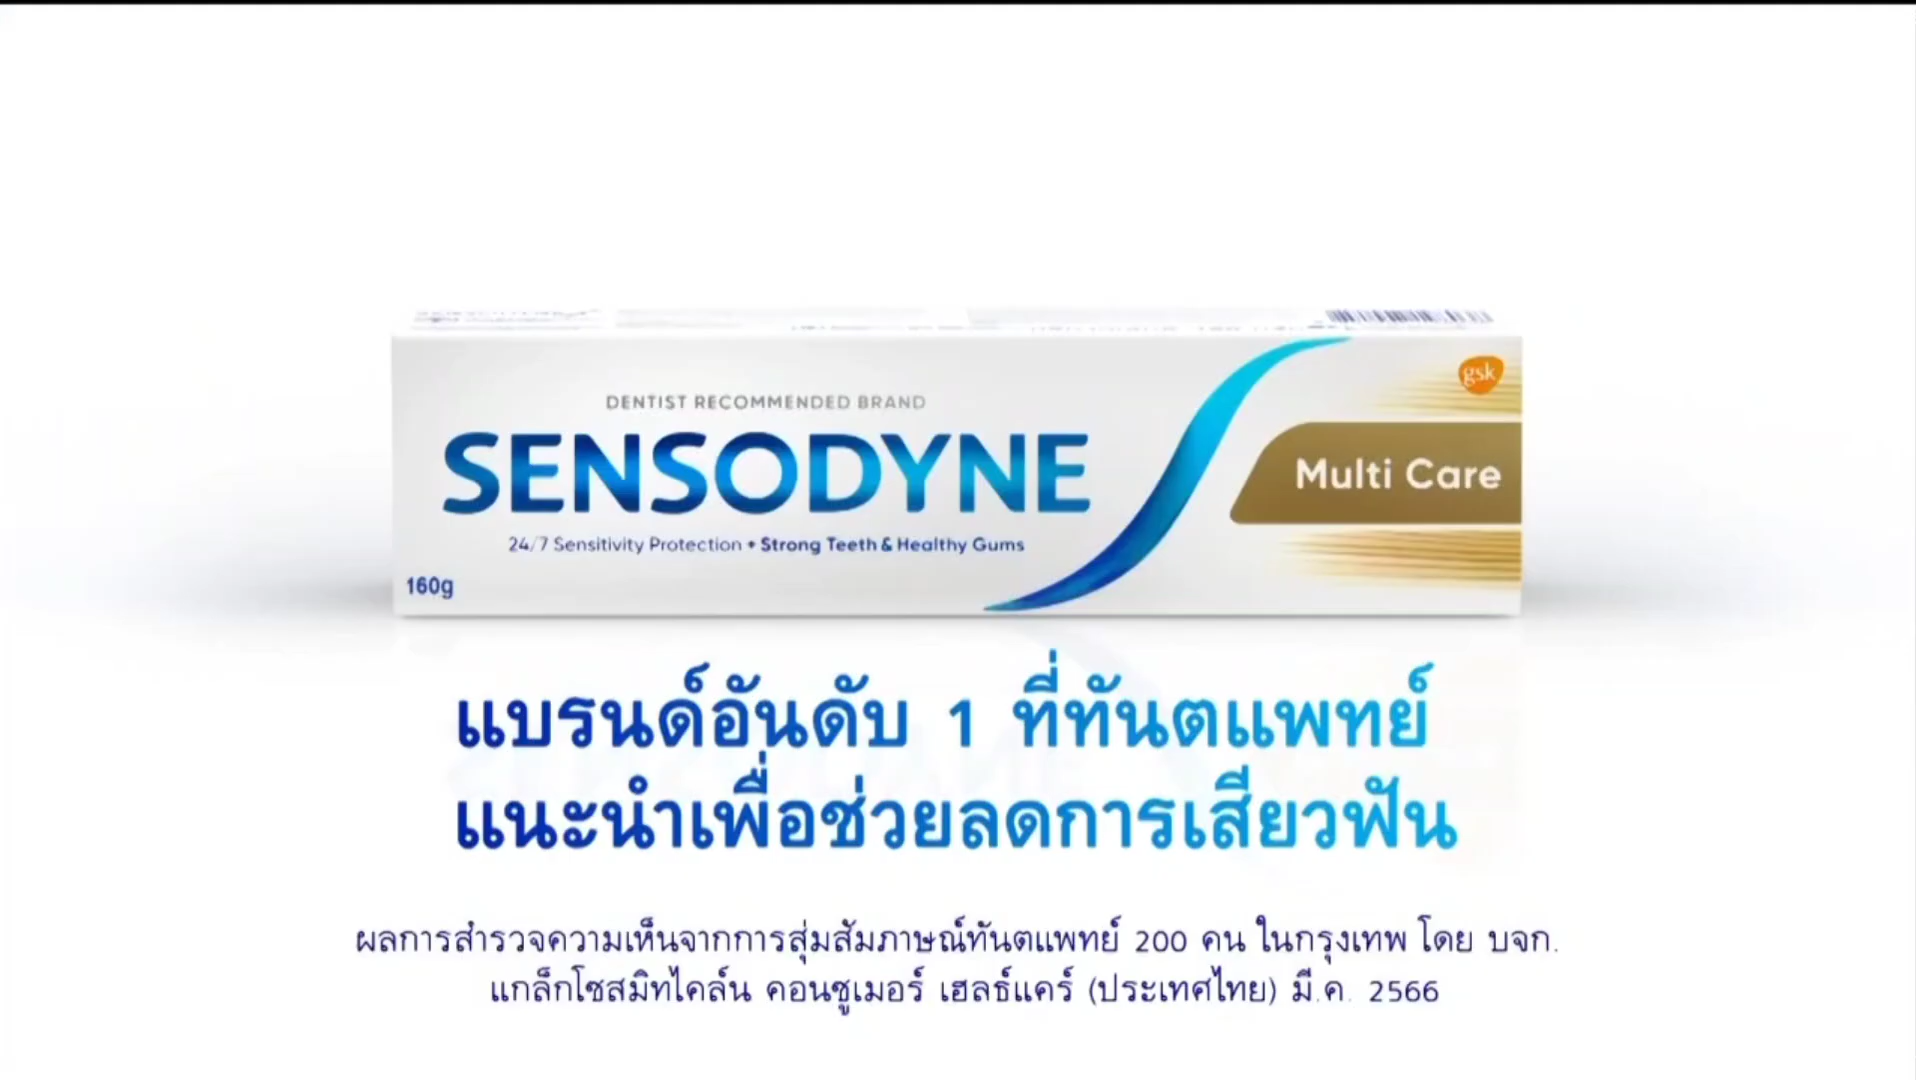 DENTIST RECOMMENDED BRAND
gsk
SENSODYNE
Multi Care
24/7 Sensitivity Protection • Strong Teeth & Healthy Gums
160g
แบรนด์อันดับ 1 ที่ทันตแพทย์
แนะนำเพื่อช่วยลดการเสียวฟัน
ผลการสำรวจความเห็นจากการสุ่มสัมภาษณ์ทันตแพทย์ 200 คน ในกรุงเทพ โดย บจก.
แกล็กโซสมิทไคล์น คอนซูเมอร์ เฮลธ์แคร์ (ประเทศไทย) มี.ค. 2566